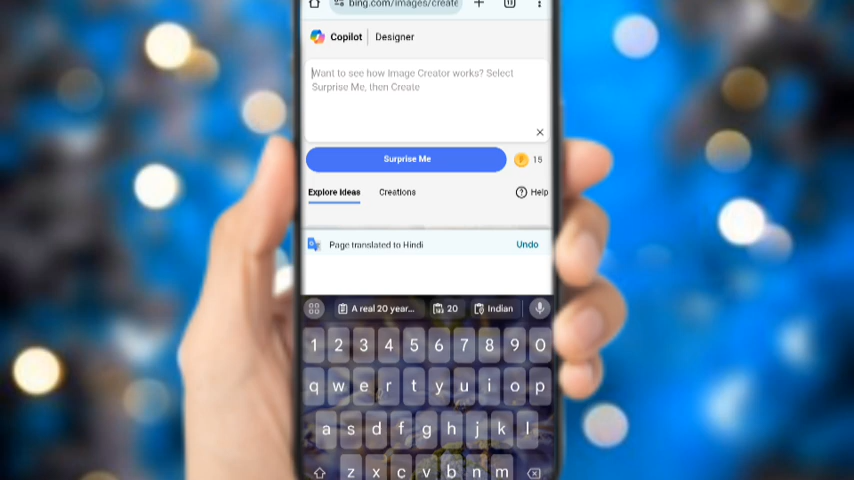 bing.com/images/create
Copilot | Designer
Want to see how Image Creator works? Select
Surprise Me, then Create
Surprise Me
15
Explore Ideas Creations
Help
Page translated to Hindi Undo
A real 20 year... 20 Indian
1 2 3 4 5 6 7 8 9 0
q w e r t y u i o p
a s d f g h j k l
z x c v b n m